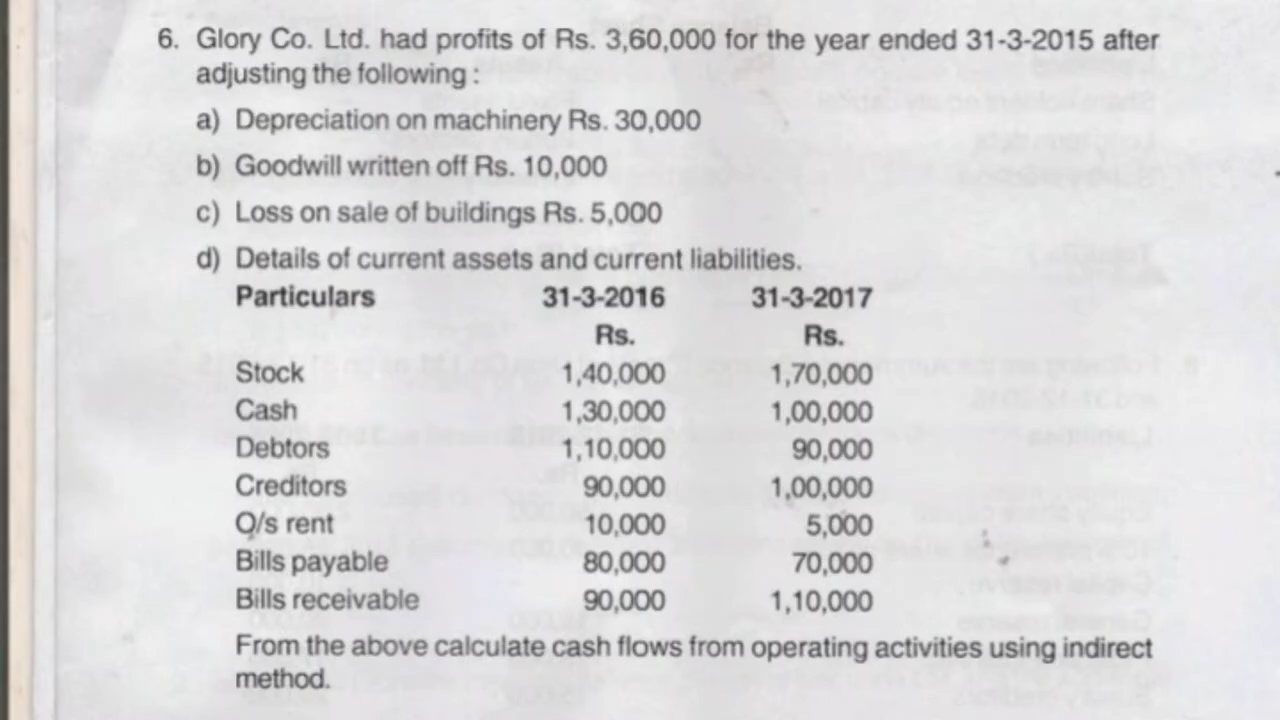 6. Glory Co. Ltd. had profits of Rs. 3,60,000 for the year ended 31-3-2015 after
adjusting the following :
a) Depreciation on machinery Rs. 30,000
b) Goodwill written off Rs. 10,000
c) Loss on sale of buildings Rs. 5,000
d) Details of current assets and current liabilities.
Particulars 31-3-2016 31-3-2017
Rs. Rs.
Stock 1,40,000 1,70,000
Cash 1,30,000 1,00,000
Debtors 1,10,000 90,000
Creditors 90,000 1,00,000
O/s rent 10,000 5,000
Bills payable 80,000 70,000
Bills receivable 90,000 1,10,000
From the above calculate cash flows from operating activities using indirect
method.